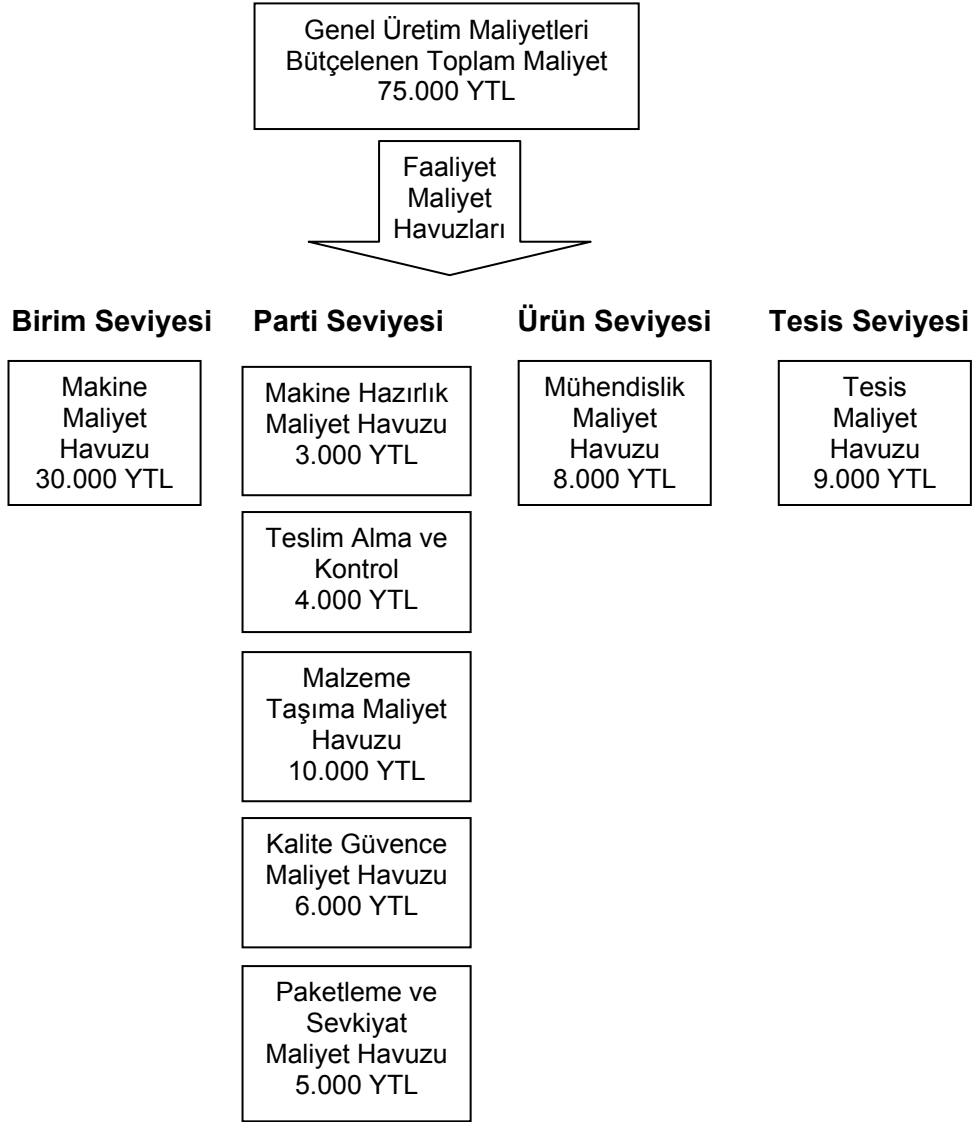 Genel Üretim Maliyetleri
Bütçelenen Toplam Maliyet
75.000 YTL
Faaliyet
Maliyet
Havuzları
Birim Seviyesi
Parti Seviyesi
Ürün Seviyesi
Tesis Seviyesi
Makine
Maliyet
Havuzu
30.000 YTL
Makine Hazırlık
Maliyet Havuzu
3.000 YTL
Teslim Alma ve
Kontrol
4.000 YTL
Malzeme
Taşıma Maliyet
Havuzu
10.000 YTL
Kalite Güvence
Maliyet Havuzu
6.000 YTL
Paketleme ve
Sevkiyat
Maliyet Havuzu
5.000 YTL
Mühendislik
Maliyet
Havuzu
8.000 YTL
Tesis
Maliyet
Havuzu
9.000 YTL